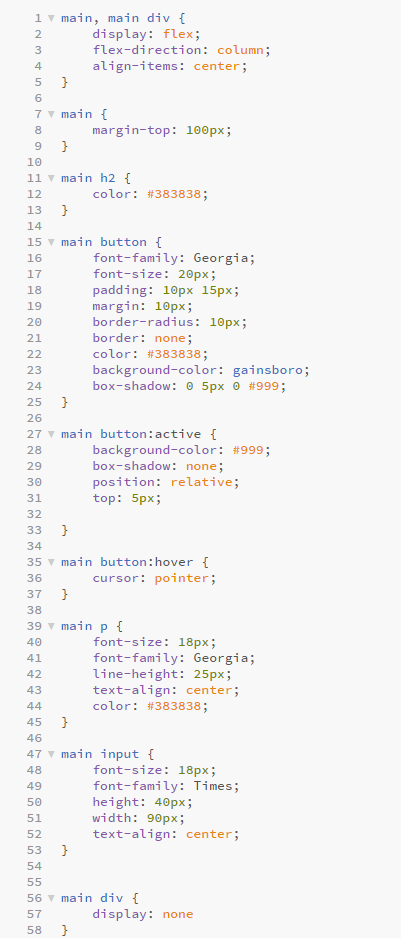 1 main, main div {
2 display: flex;
3 flex-direction: column;
4 align-items: center;
5 }
6
7 main {
8 margin-top: 100px;
9 }
10
11 main h2 {
12 color: #383838;
13 }
14
15 main button {
16 font-family: Georgia;
17 font-size: 20px;
18 padding: 10px 15px;
19 margin: 10px;
20 border-radius: 10px;
21 border: none;
22 color: #383838;
23 background-color: gainsboro;
24 box-shadow: 0 5px 0 #999;
25 }
26
27 main button:active {
28 background-color: #999;
29 box-shadow: none;
30 position: relative;
31 top: 5px;
32
33 }
34
35 main button:hover {
36 cursor: pointer;
37 }
38
39 main p {
40 font-size: 18px;
41 font-family: Georgia;
42 line-height: 25px;
43 text-align: center;
44 color: #383838;
45 }
46
47 main input {
48 font-size: 18px;
49 font-family: Times;
50 height: 40px;
51 width: 90px;
52 text-align: center;
53 }
54
55
56 main div {
57 display: none
58 }